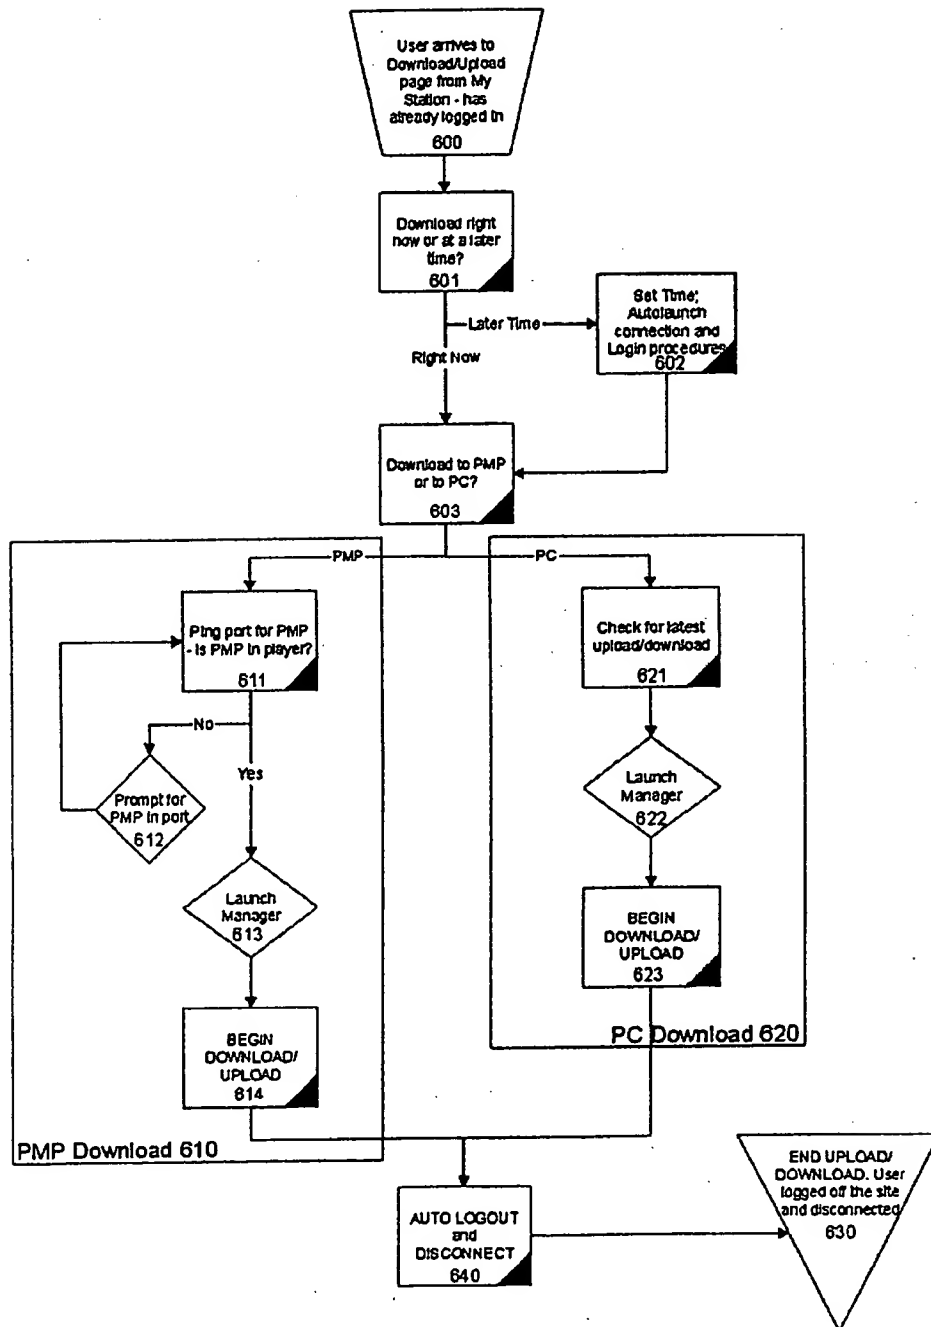 User arrives to
Download/Upload
page from My
Station - has
already logged in
600
Download right
now or at a later
time?
601
Later Time
Set Time;
Autolaunch
connection and
Login procedures
602
Right Now
Download to PMP
or to PC?
603
PMP
PC
Ping port for PMP
- is PMP in player?
611
No
Yes
Prompt for
PMP in port
612
Launch
Manager
613
BEGIN
DOWNLOAD/
UPLOAD
614
PMP Download 610
Check for latest
upload/download
621
Launch
Manager
622
BEGIN
DOWNLOAD/
UPLOAD
623
PC Download 620
AUTO LOGOUT
and
DISCONNECT
640
END UPLOAD/
DOWNLOAD. User
logged off the site
and disconnected
630